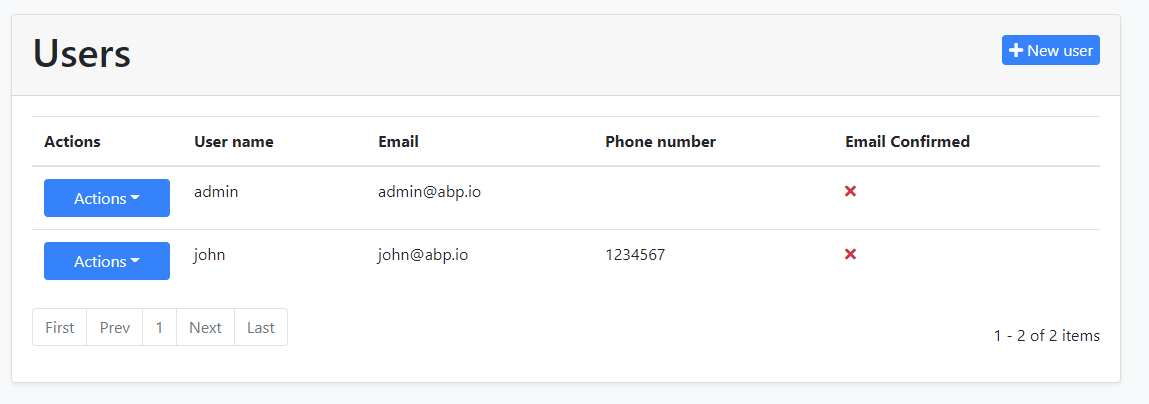 Users
New user
Actions User name Email Phone number Email Confirmed
Actions admin admin@abp.io
Actions john john@abp.io 1234567
First Prev 1 Next Last
1 - 2 of 2 items